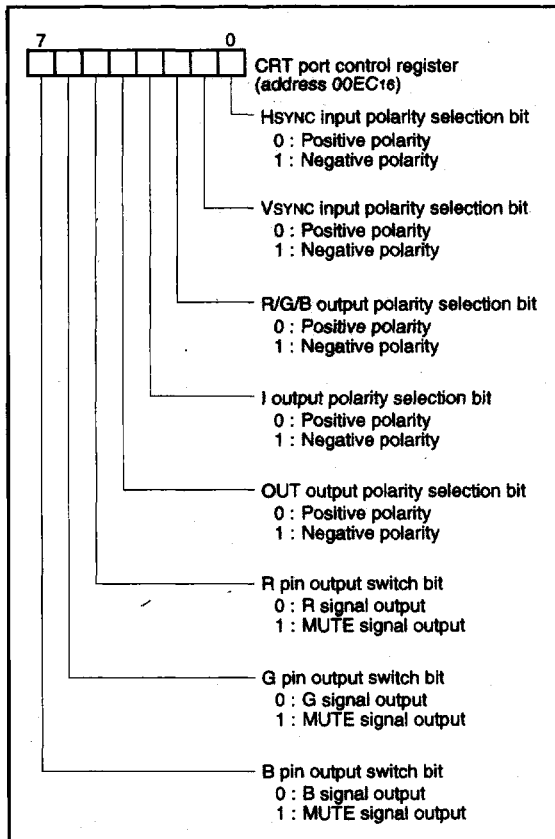 7 0
CRT port control register
(address 00EC16)
HSYNC input polarity selection bit
0 : Positive polarity
1 : Negative polarity
VSYNC input polarity selection bit
0 : Positive polarity
1 : Negative polarity
R/G/B output polarity selection bit
0 : Positive polarity
1 : Negative polarity
I output polarity selection bit
0 : Positive polarity
1 : Negative polarity
OUT output polarity selection bit
0 : Positive polarity
1 : Negative polarity
R pin output switch bit
0 : R signal output
1 : MUTE signal output
G pin output switch bit
0 : G signal output
1 : MUTE signal output
B pin output switch bit
0 : B signal output
1 : MUTE signal output